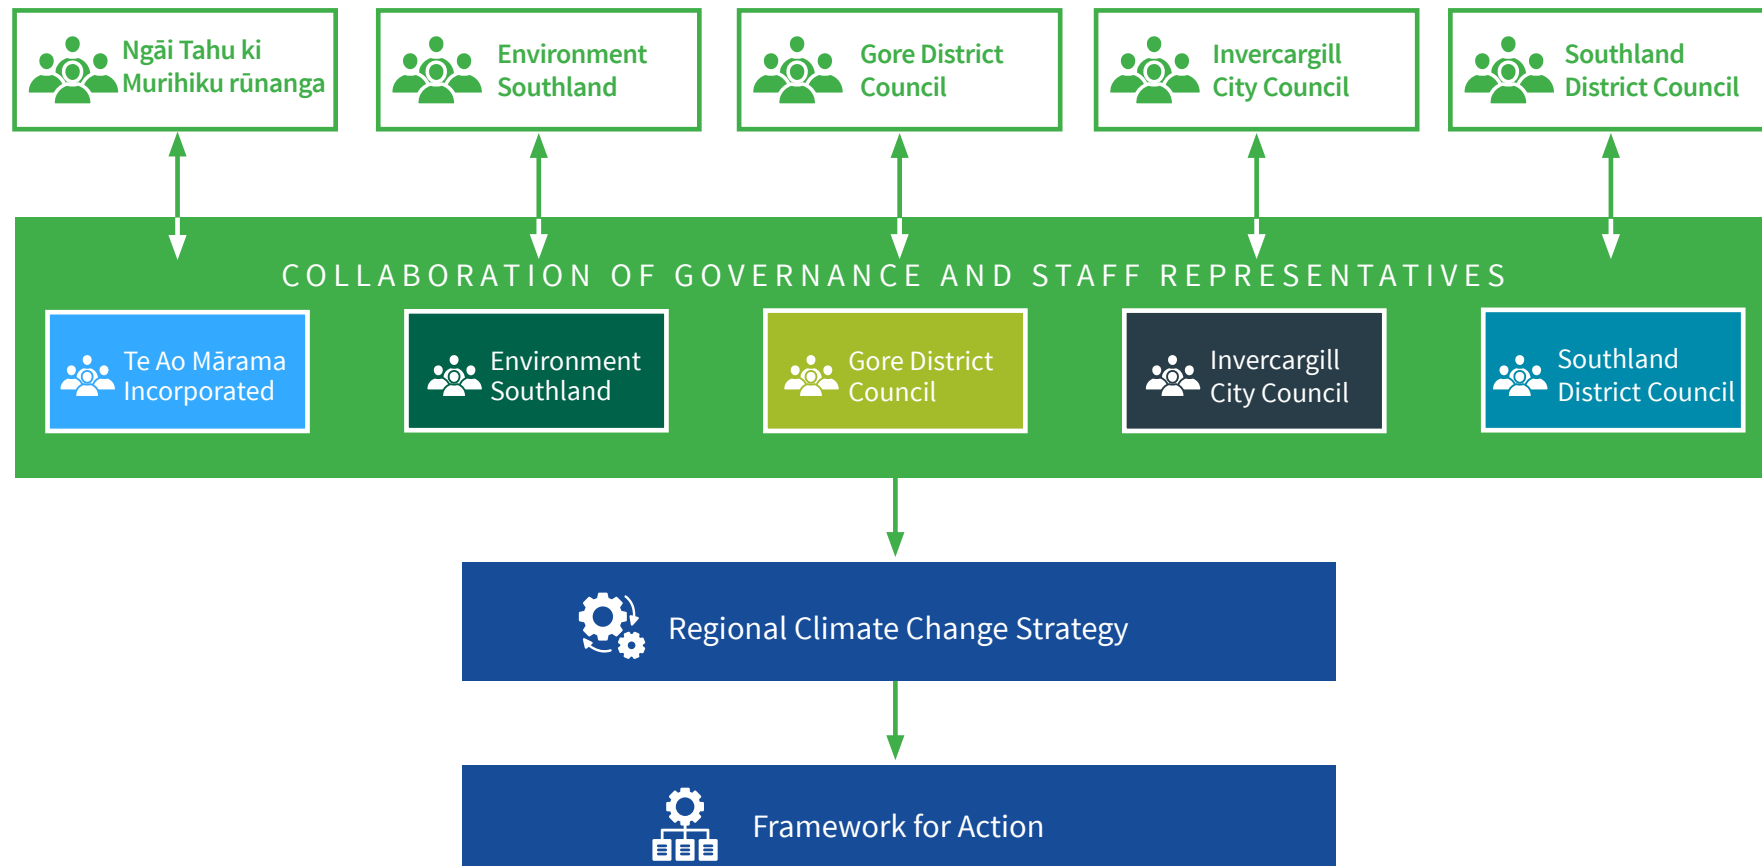 Ngāi Tahu ki
Murihiku rūnanga
Environment
Southland
Gore District
Council
Invercargill
City Council
Southland
District Council
COLLABORATION OF GOVERNANCE AND STAFF REPRESENTATIVES
Te Ao Mārama
Incorporated
Environment
Southland
Gore District
Council
Invercargill
City Council
Southland
District Council
Regional Climate Change Strategy
Framework for Action